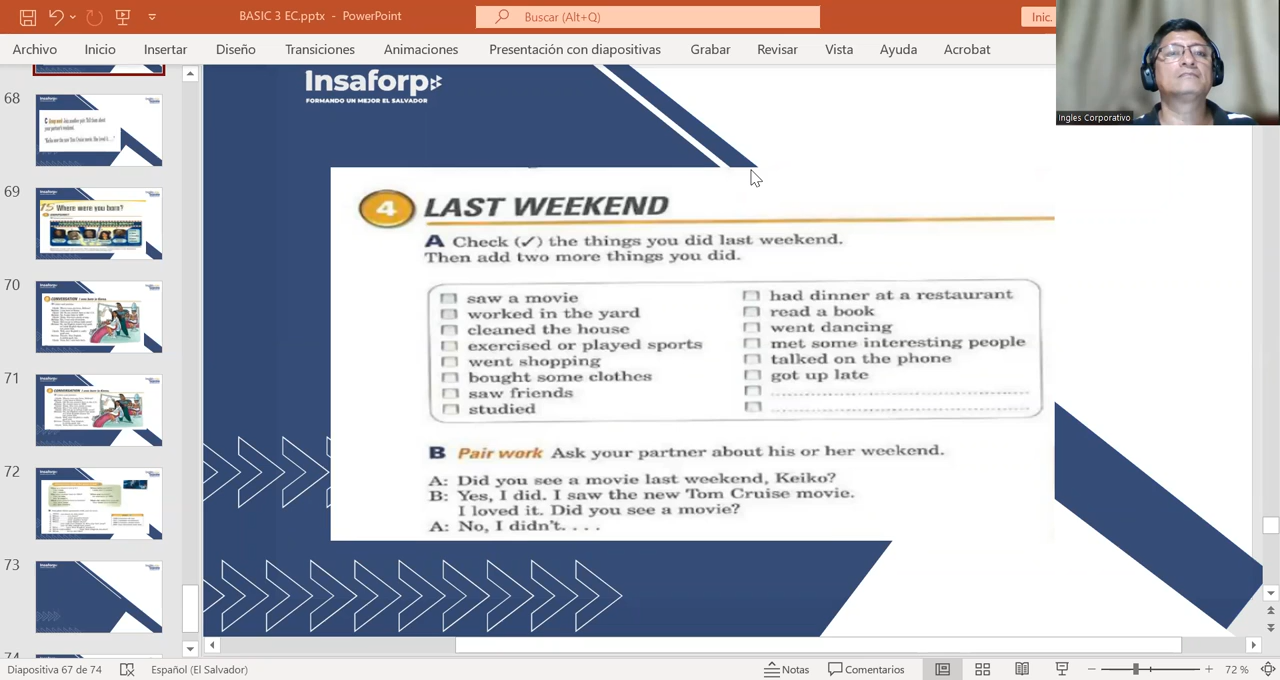 BASIC 3 EC.pptx - PowerPoint
Buscar (Alt+Q)
Inic.
Archivo Inicio Insertar Diseño Transiciones Animaciones Presentación con diapositivas Grabar Revisar Vista Ayuda Acrobat
Ingles Corporativo
68
69
15 Where were you born?
70
71
72
73
74
Insaforp
FORMANDO UN MEJOR EL SALVADOR
4 LAST WEEKEND
A Check (✓) the things you did last weekend.
Then add two more things you did.
saw a movie
worked in the yard
cleaned the house
exercised or played sports
went shopping
bought some clothes
saw friends
studied
had dinner at a restaurant
read a book
went dancing
met some interesting people
talked on the phone
got up late
B Pair work Ask your partner about his or her weekend.
A: Did you see a movie last weekend, Keiko?
B: Yes, I did. I saw the new Tom Cruise movie.
I loved it. Did you see a movie?
A: No, I didn't. . . .
Diapositiva 67 de 74 Español (El Salvador) Notas Comentarios 72 %